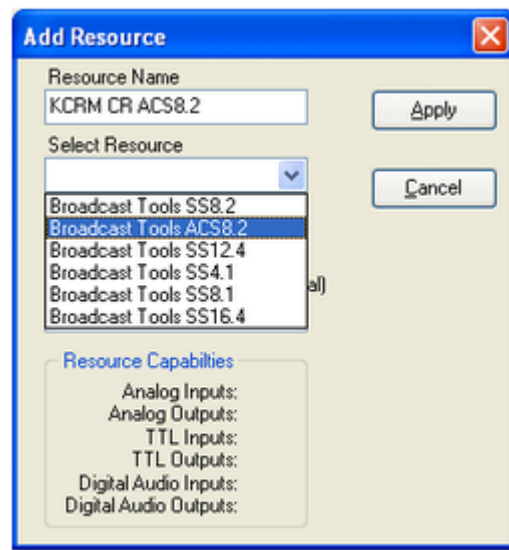 Add Resource
Resource Name
KCRM CR ACS8.2
Apply
Select Resource
Cancel
Broadcast Tools SS8.2
Broadcast Tools ACS8.2
Broadcast Tools SS12.4
Broadcast Tools SS4.1
al)
Broadcast Tools SS8.1
Broadcast Tools SS16.4
Resource Capabilties
Analog Inputs:
Analog Outputs:
TTL Inputs:
TTL Outputs:
Digital Audio Inputs:
Digital Audio Outputs: